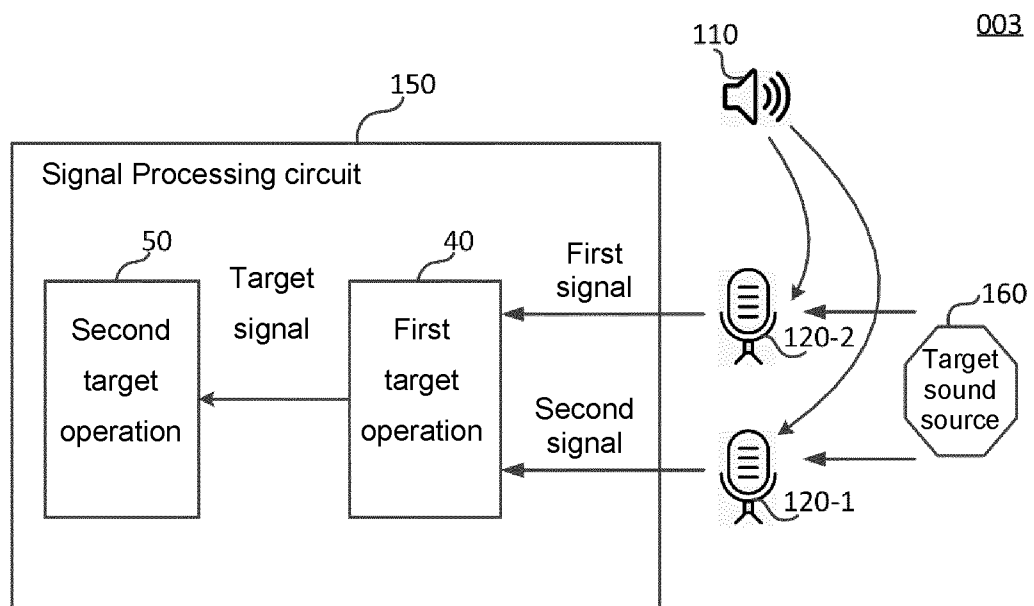 003
110
150
Signal Processing circuit
50
40
Target
signal
First
signal
Second
target
operation
First
target
operation
Second
signal
120-2
120-1
160
Target
sound
source